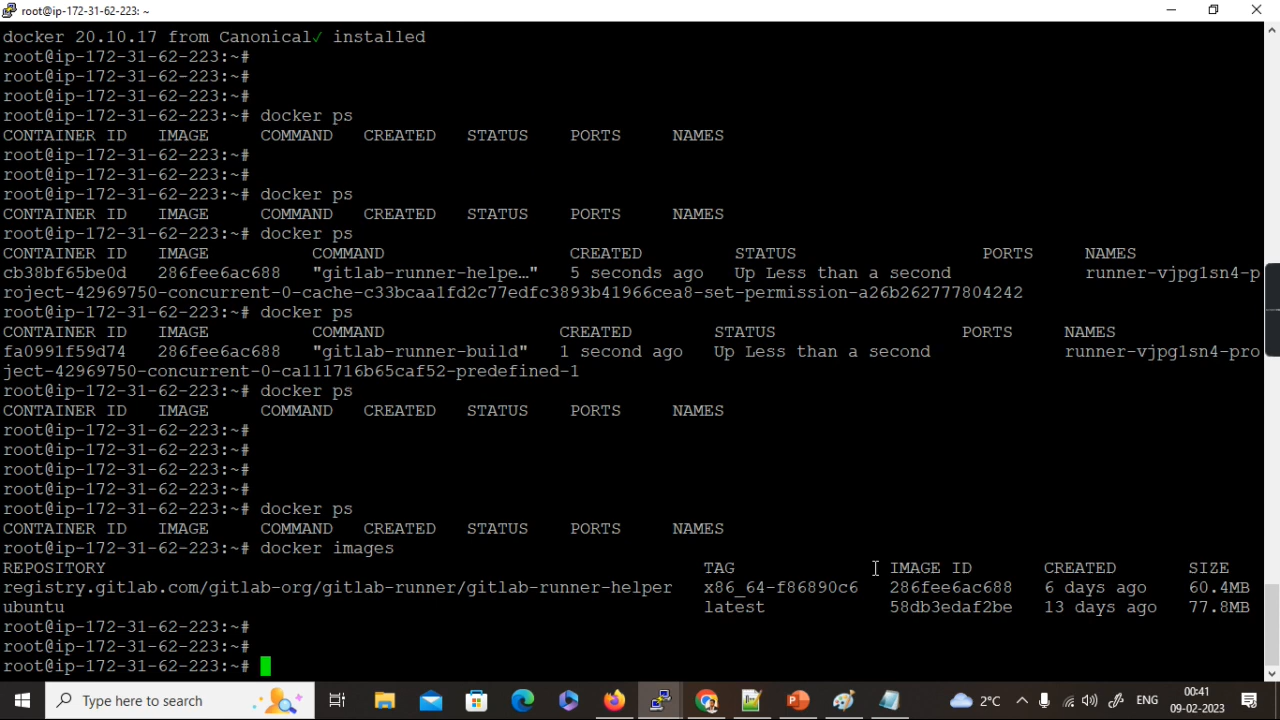 root@ip-172-31-62-223: ~
docker 20.10.17 from Canonical✓ installed
root@ip-172-31-62-223:~#
root@ip-172-31-62-223:~#
root@ip-172-31-62-223:~#
root@ip-172-31-62-223:~# docker ps
CONTAINER ID   IMAGE     COMMAND   CREATED   STATUS    PORTS     NAMES
root@ip-172-31-62-223:~#
root@ip-172-31-62-223:~#
root@ip-172-31-62-223:~# docker ps
CONTAINER ID   IMAGE     COMMAND   CREATED   STATUS    PORTS     NAMES
root@ip-172-31-62-223:~# docker ps
CONTAINER ID   IMAGE          COMMAND                  CREATED         STATUS                  PORTS     NAMES
cb38bf65be0d   286fee6ac688   "gitlab-runner-helpe…"   5 seconds ago   Up Less than a second             runner-vjpg1sn4-p
roject-42969750-concurrent-0-cache-c33bcaa1fd2c77edfc3893b41966cea8-set-permission-a26b262777804242
root@ip-172-31-62-223:~# docker ps
CONTAINER ID   IMAGE          COMMAND                 CREATED        STATUS                  PORTS     NAMES
fa0991f59d74   286fee6ac688   "gitlab-runner-build"   1 second ago   Up Less than a second             runner-vjpg1sn4-pro
ject-42969750-concurrent-0-ca111716b65caf52-predefined-1
root@ip-172-31-62-223:~# docker ps
CONTAINER ID   IMAGE     COMMAND   CREATED   STATUS    PORTS     NAMES
root@ip-172-31-62-223:~#
root@ip-172-31-62-223:~#
root@ip-172-31-62-223:~#
root@ip-172-31-62-223:~#
root@ip-172-31-62-223:~# docker ps
CONTAINER ID   IMAGE     COMMAND   CREATED   STATUS    PORTS     NAMES
root@ip-172-31-62-223:~# docker images
REPOSITORY                                                          TAG               IMAGE ID       CREATED       SIZE
registry.gitlab.com/gitlab-org/gitlab-runner/gitlab-runner-helper   x86_64-f86890c6   286fee6ac688   6 days ago    60.4MB
ubuntu                                                              latest            58db3edaf2be   13 days ago   77.8MB
root@ip-172-31-62-223:~#
root@ip-172-31-62-223:~#
root@ip-172-31-62-223:~#
Type here to search
2°C
ENG
00:41
09-02-2023